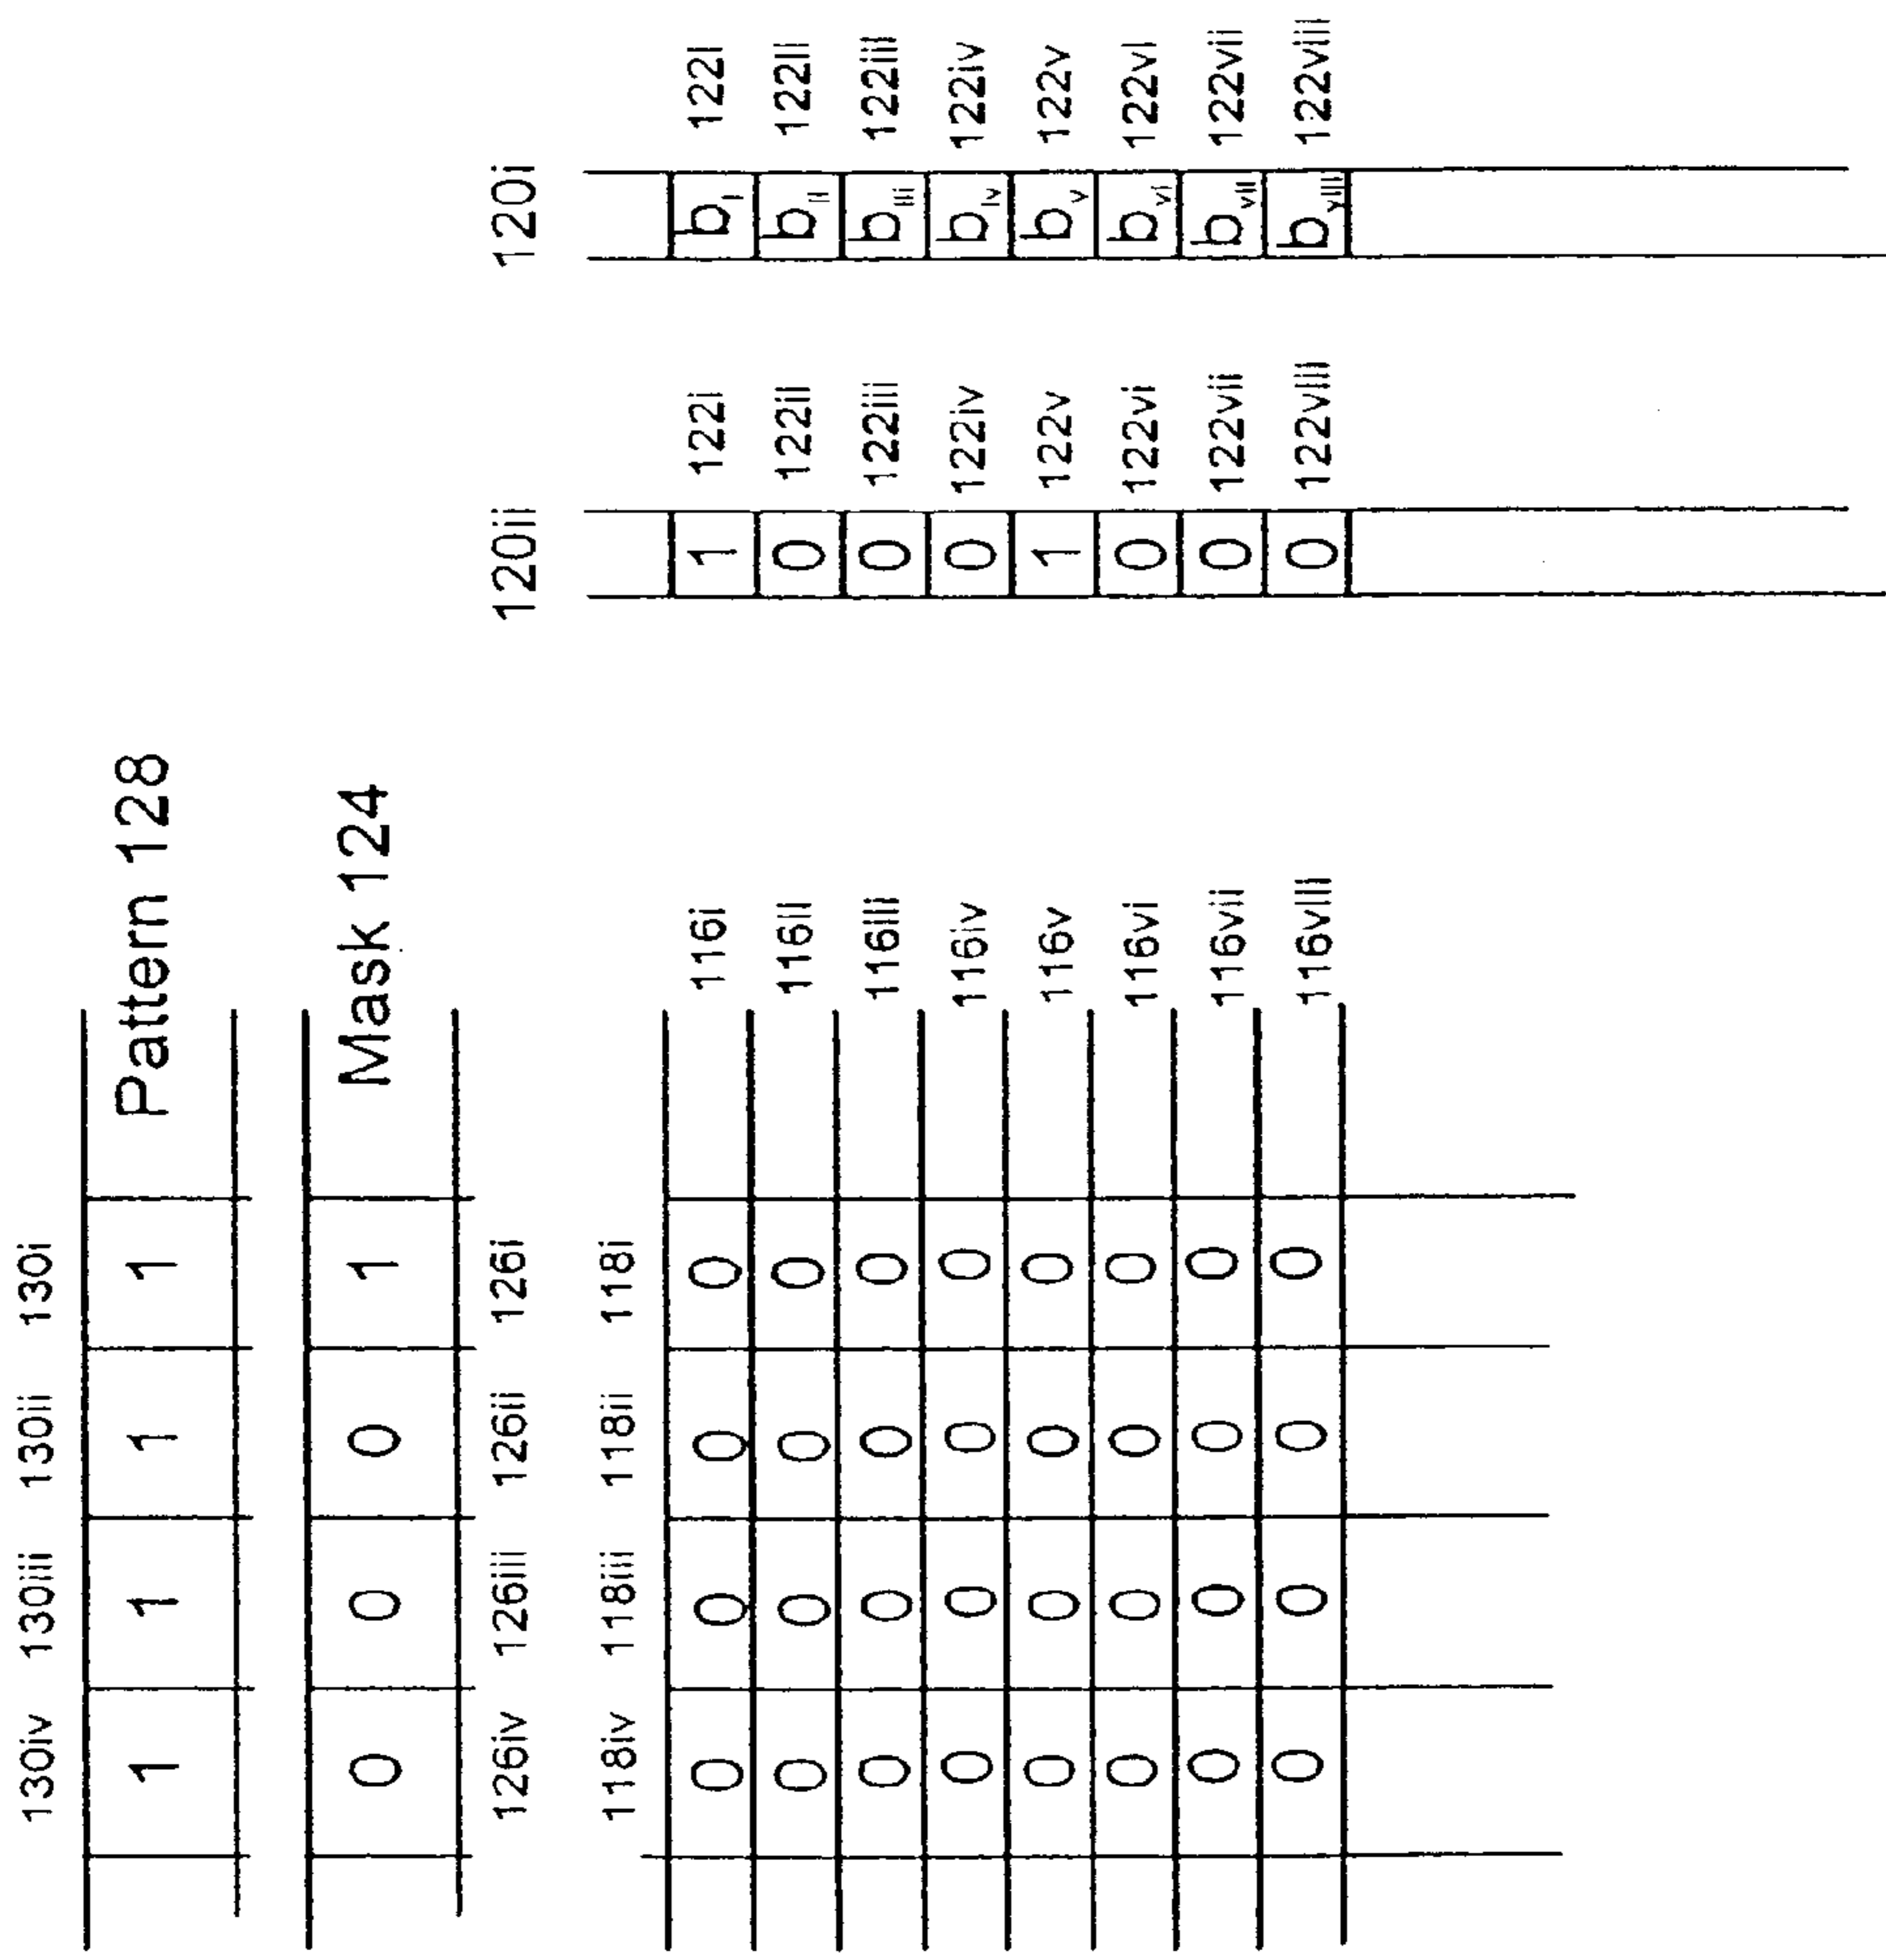 130iv 130iii 130ii 130i
1 1 1 1 Pattern 128
0 0 0 1 Mask 124
126iv 126iii 126ii 126i 120ii 120i
118iv 118iii 118ii 118i
0 0 0 0 116i 1 122i bi 122i
0 0 0 0 116ii 0 122ii bii 122ii
0 0 0 0 116iii 0 122iii biii 122iii
0 0 0 0 116iv 0 122iv biv 122iv
0 0 0 0 116v 1 122v bv 122v
0 0 0 0 116vi 0 122vi bvi 122vi
0 0 0 0 116vii 0 122vii bvii 122vii
0 0 0 0 116viii 0 122viii bviii 122viii